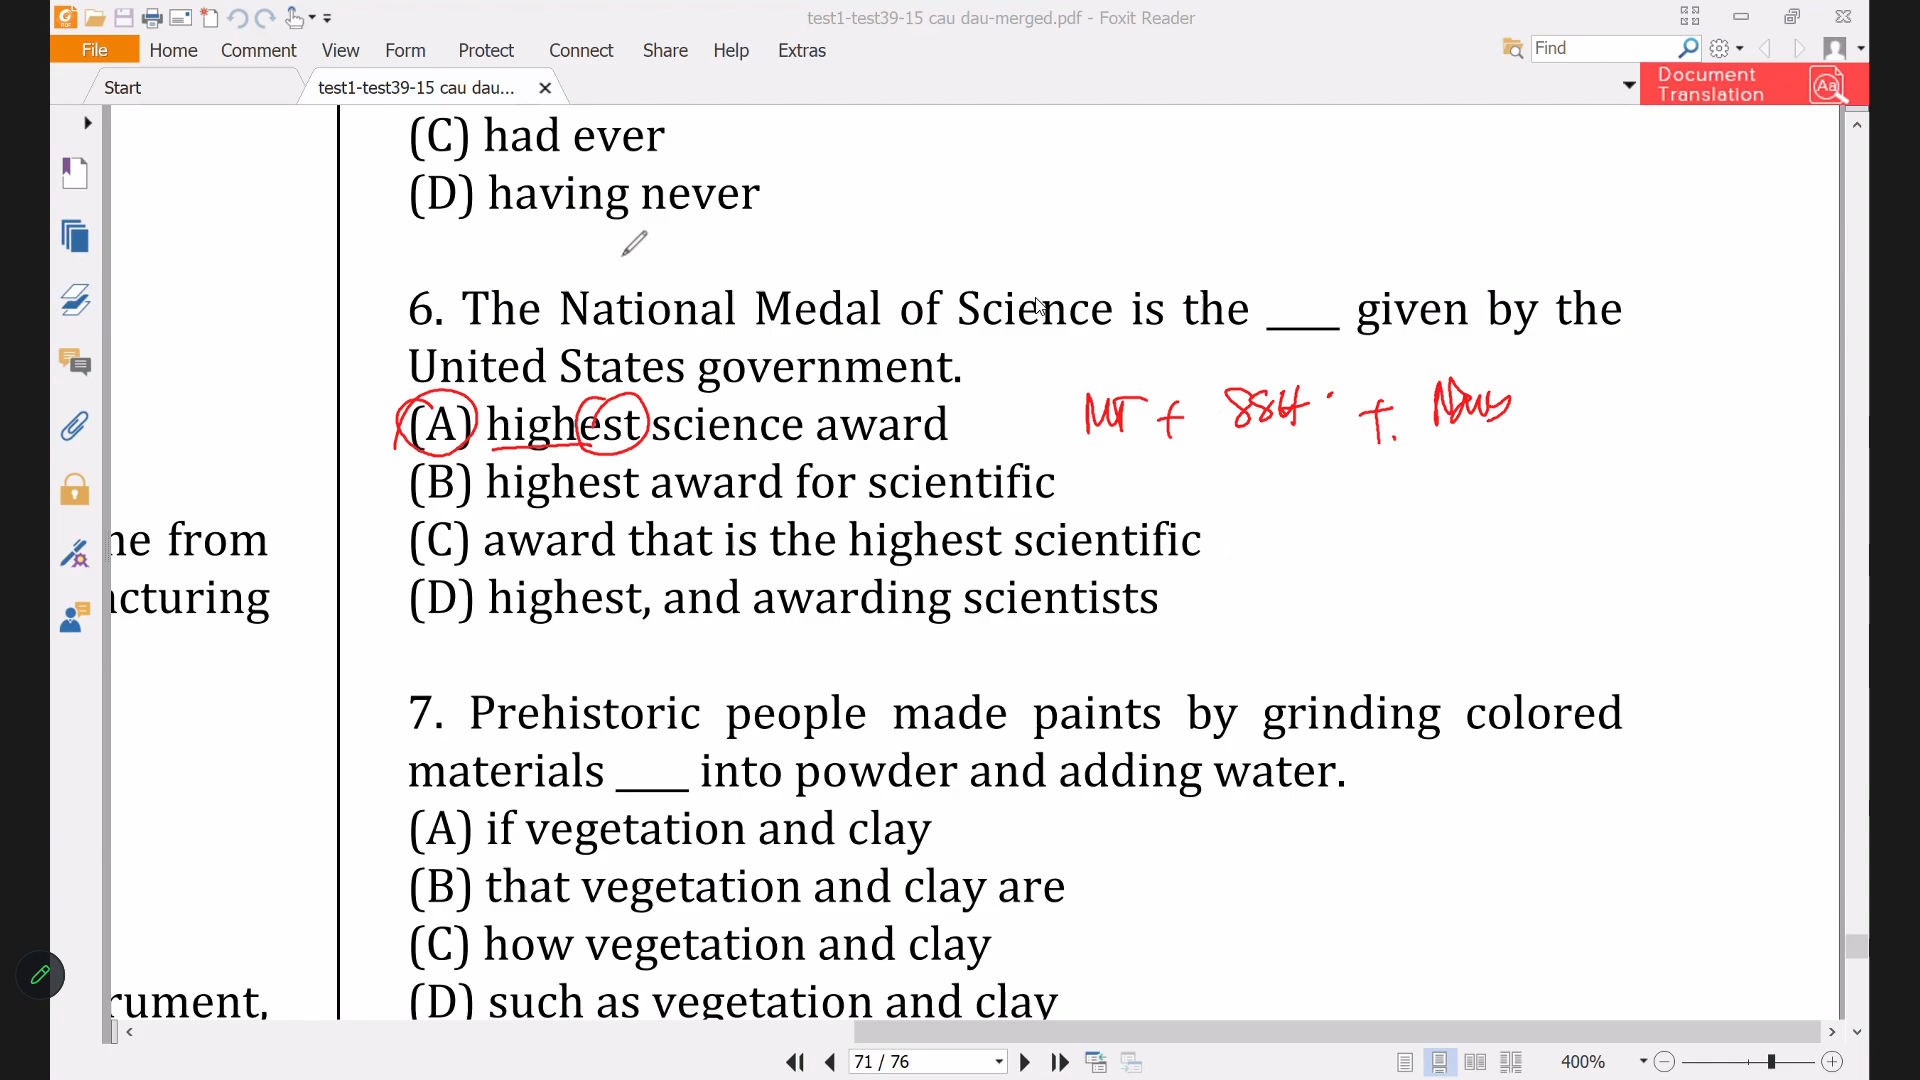 test1-test39-15 cau dau-merged.pdf - Foxit Reader
File Home Comment View Form Protect Connect Share Help Extras
Find
Start
test1-test39-15 cau dau...
Document Translation
(C) had ever
(D) having never
6. The National Medal of Science is the ____ given by the
United States government.
(A) highest science award
MT + SSH +
(B) highest award for scientific
(C) award that is the highest scientific
(D) highest, and awarding scientists
7. Prehistoric people made paints by grinding colored
materials ____ into powder and adding water.
(A) if vegetation and clay
(B) that vegetation and clay are
(C) how vegetation and clay
(D) such as vegetation and clay
ne from
cturing
rument,
71 / 76
400%